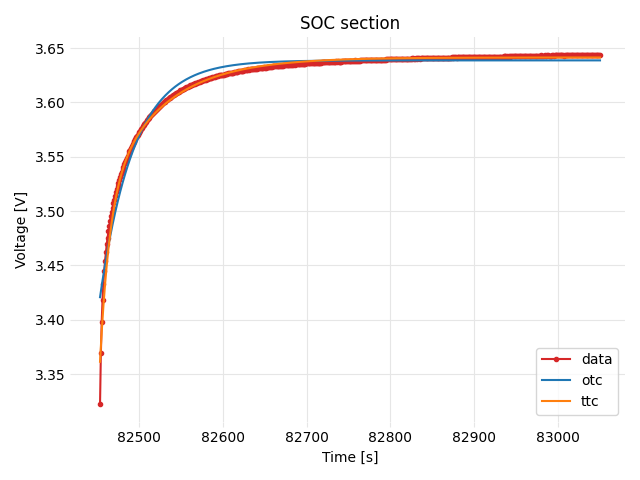 SOC section
3.65
3.60
3.55
3.50
3.45
3.40
3.35
Voltage [V]
82500 82600 82700 82800 82900 83000
Time [s]
data
otc
ttc